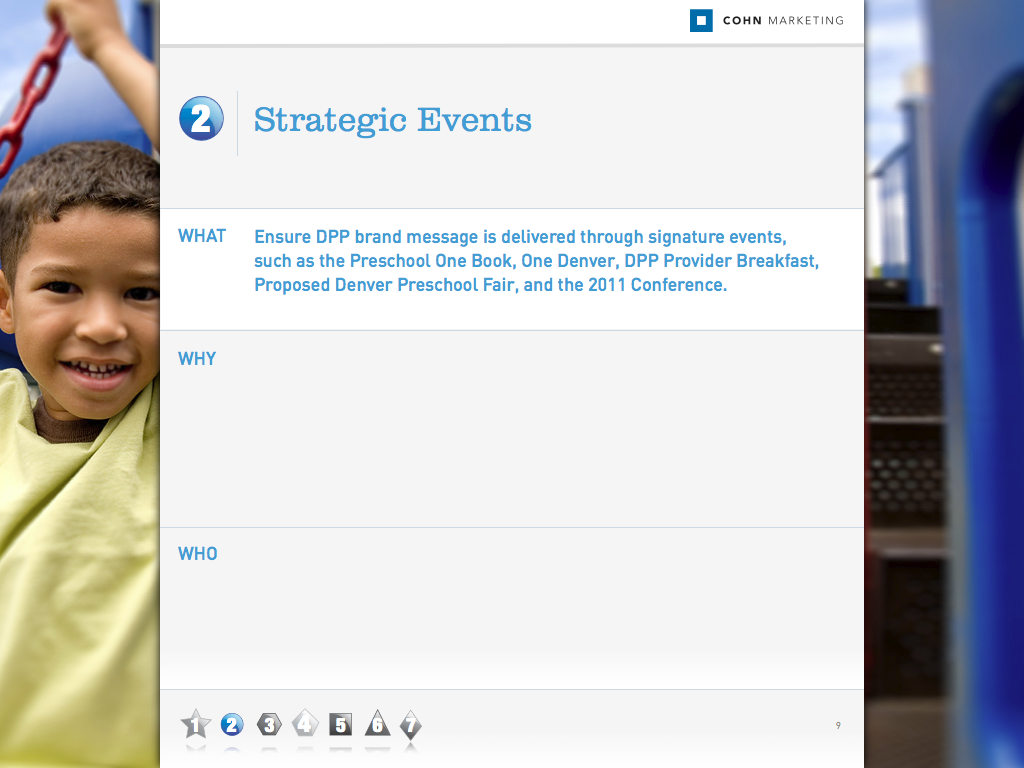 COHN MARKETING
2
Strategic Events
WHAT
Ensure DPP brand message is delivered through signature events,
such as the Preschool One Book, One Denver, DPP Provider Breakfast,
Proposed Denver Preschool Fair, and the 2011 Conference.
WHY
WHO
1 2 3 4 5 6 7
9